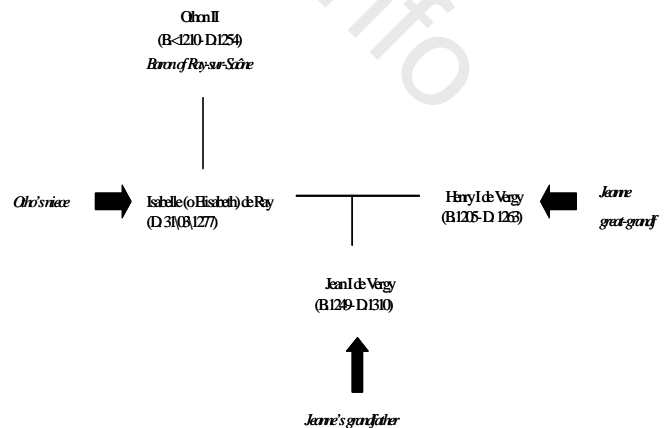 info
Othon II
(B:<1210- D:1254)
Baron of Ray-sur-Saône
Otho's niece
Isabelle (o Elisabeth) de Ray
(D: 31\03\1277)
Henry I de Vergy
(B:1205- D: 1263)
Jeanne
great-grandf
Jean I de Vergy
(B:1249- D:1310)
Jeanne's grandfather